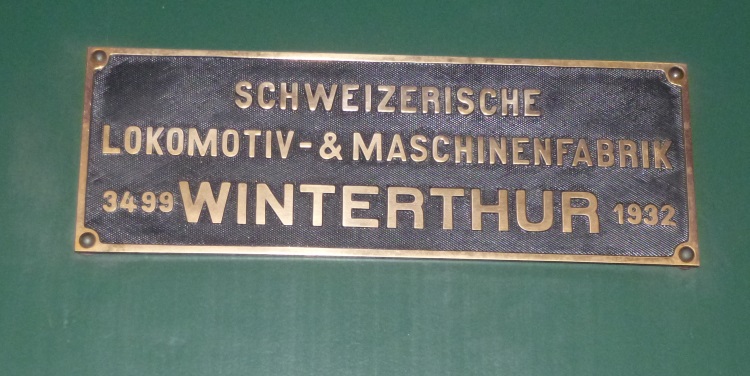 SCHWEIZERISCHE
LOKOMOTIV-& MASCHINENFABRIK
3499 WINTERTHUR 1932